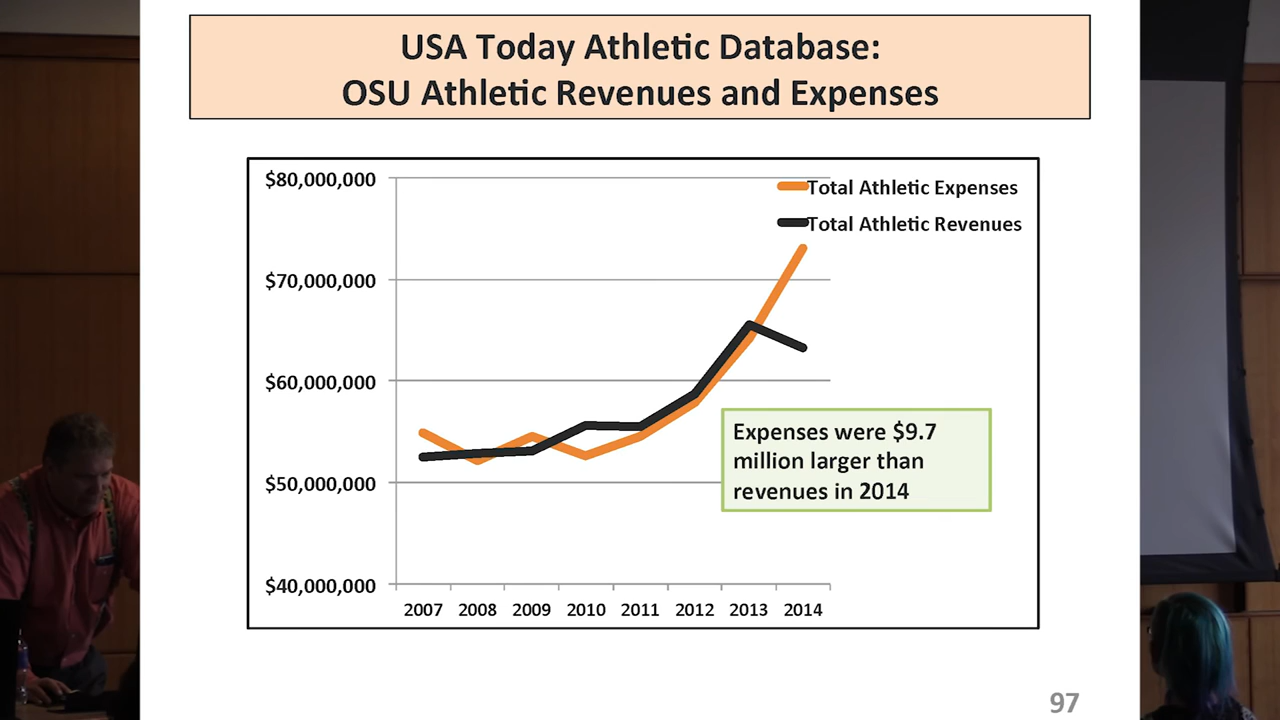 USA Today Athletic Database:
OSU Athletic Revenues and Expenses
$80,000,000
$70,000,000
$60,000,000
$50,000,000
$40,000,000
Total Athletic Expenses
Total Athletic Revenues
Expenses were $9.7
million larger than
revenues in 2014
2007 2008 2009 2010 2011 2012 2013 2014
97